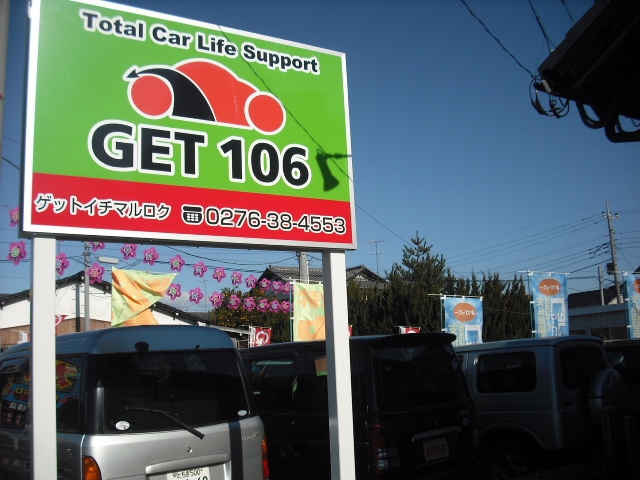 Total Car Life Support
GET 106
ゲットイチマルロク ☎0276-38-4553